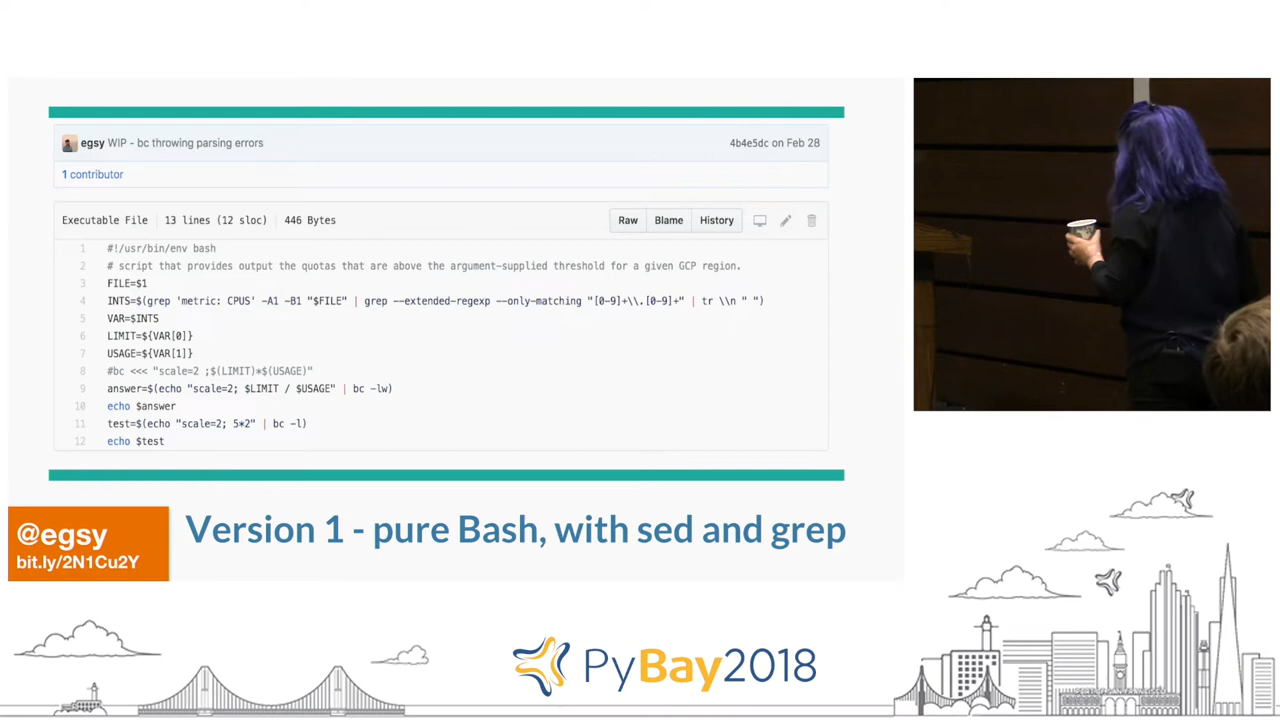 egsy WIP - bc throwing parsing errors
4b4e5dc on Feb 28
1 contributor
Executable File 13 lines (12 sloc) 446 Bytes
Raw Blame History
1 #!/usr/bin/env bash
2 # script that provides output the quotas that are above the argument-supplied threshold for a given GCP region.
3 FILE=$1
4 INTS=$(grep 'metric: CPUS' -A1 -B1 "$FILE" | grep --extended-regexp --only-matching "[0-9]+\\.[0-9]+" | tr \\n " ")
5 VAR=$INTS
6 LIMIT=${VAR[0]}
7 USAGE=${VAR[1]}
8 #bc <<< "scale=2 ;$(LIMIT)*$(USAGE)"
9 answer=$(echo "scale=2; $LIMIT / $USAGE" | bc -lw)
10 echo $answer
11 test=$(echo "scale=2; 5*2" | bc -l)
12 echo $test
@egsy
bit.ly/2N1Cu2Y
Version 1 - pure Bash, with sed and grep
PyBay2018
PORT OF SAN FRANCISCO